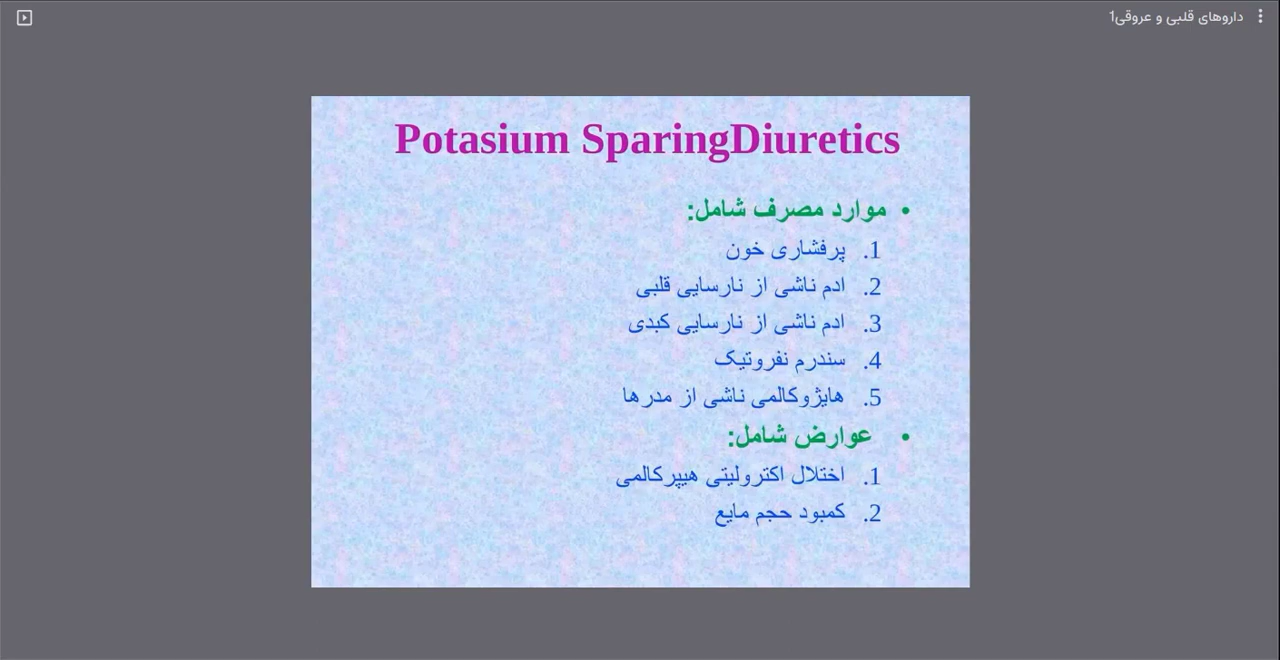 داروهای قلبی و عروقی1
Potasium SparingDiuretics
• موارد مصرف شامل:
1. پرفشاری خون
2. ادم ناشی از نارسایی قلبی
3. ادم ناشی از نارسایی کبدی
4. سندرم نفروتیک
5. هایژوکالمی ناشی از مدرها
• عوارض شامل:
1. اختلال اکترولیتی هیپرکالمی
2. کمبود حجم مایع